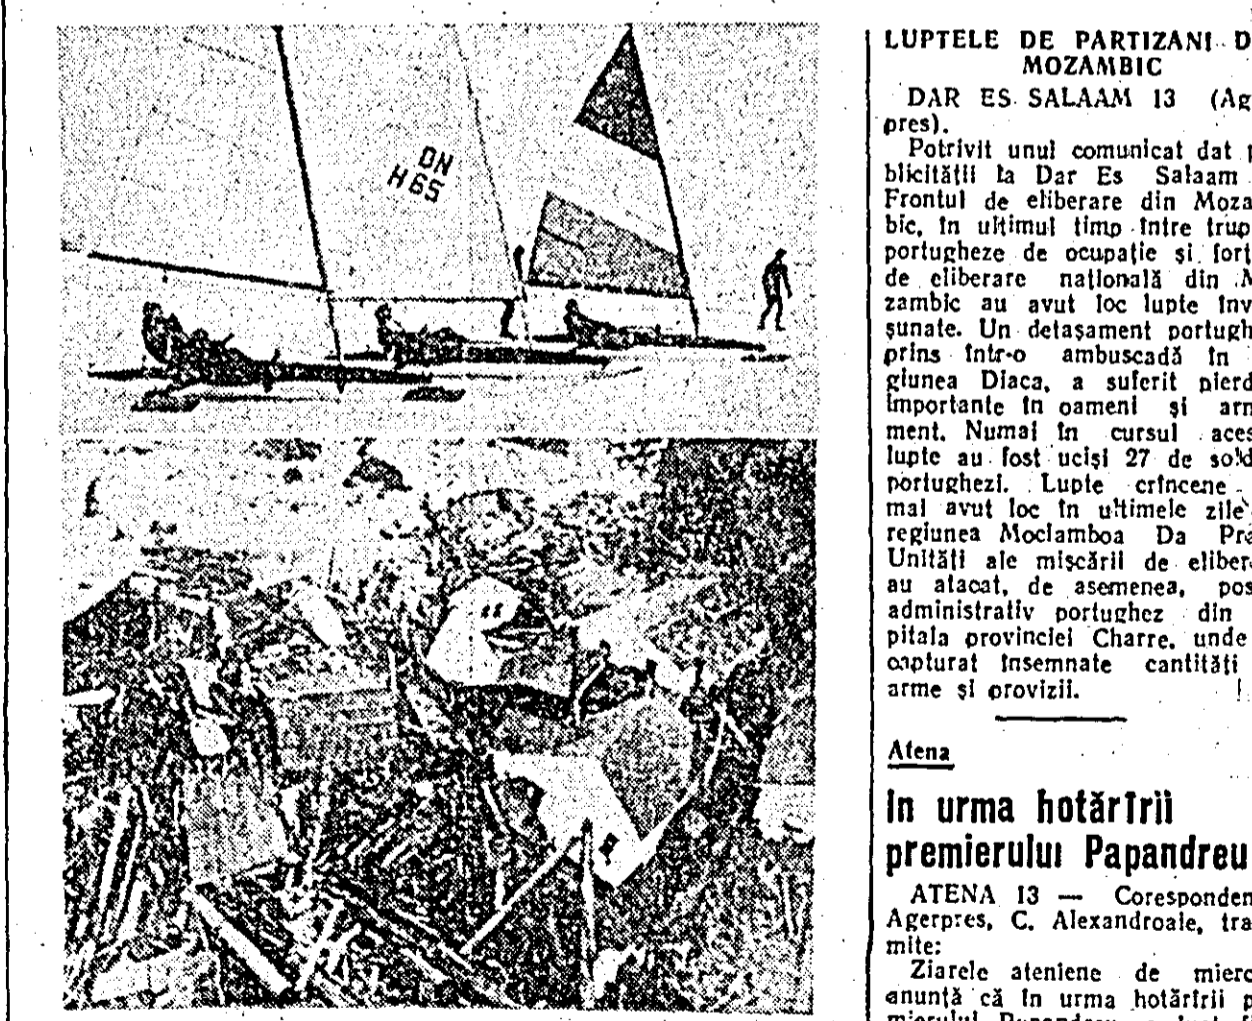 DN
H 65
LUPTELE DE PARTIZANI D
MOZAMBIC
DAR ES SALAAM 13 (Ag
pres).
Potrivit unui comunicat dat
blicității la Dar Es Salaam
Frontul de eliberare din Moza
bic, în ultimul timp între trup
portugheze de ocupație și forț
de eliberare națională din M
zambic au avut loc lupte înv
șunate. Un detașament portugh
prins într-o ambuscadă în
giunea Diaca, a suferit pierd
importante în oameni și arm
ment. Numai în cursul aces
lupte au fost uciși 27 de sold
portughezi. Lupte crîncene
mai avut loc în ultimele zile
regiunea Mociamboa Da Pra
Unități ale mișcării de eliber
au atacat, de asemenea, pos
administrativ portughez din
pitala provinciei Charre, unde
capturat însemnate cantități
arme și provizii.
Atena
In urma hotărîrii
premierului Papandreu
ATENA 13 — Coresponden
Agerpres, C. Alexandroaie, tra
mite:
Ziarele ateniene de mierc
anunță că în urma hotărîrii p
mierului Papandreu